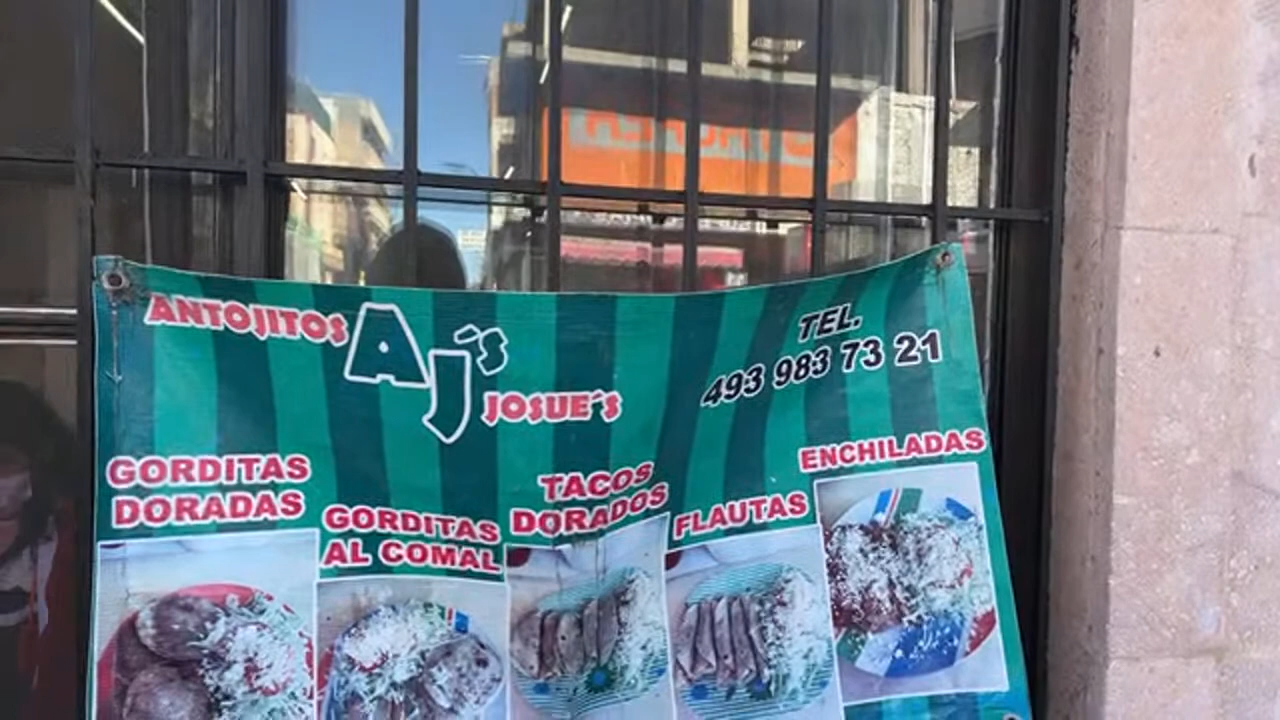 ANTOJITOS
AJ'S
JOSUE´S
TEL.
493 983 73 21
GORDITAS
DORADAS
GORDITAS
AL COMAL
TACOS
DORADOS
FLAUTAS
ENCHILADAS